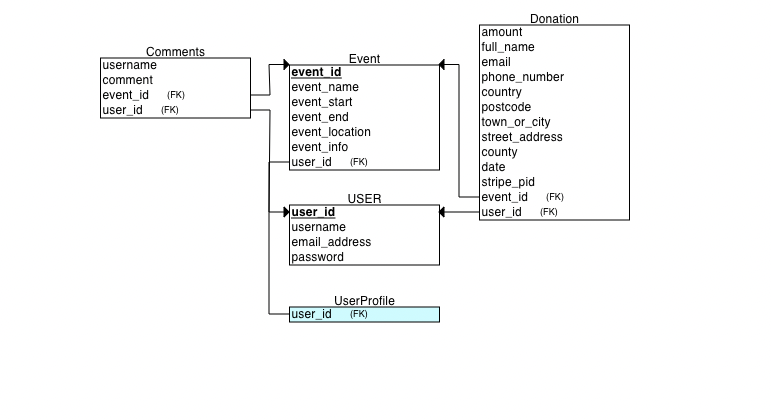 Comments
username
comment
event_id (FK)
user_id (FK)
Event
event_id
event_name
event_start
event_end
event_location
event_info
user_id (FK)
USER
user_id
username
email_address
password
UserProfile
user_id (FK)
Donation
amount
full_name
email
phone_number
country
postcode
town_or_city
street_address
county
date
stripe_pid
event_id (FK)
user_id (FK)